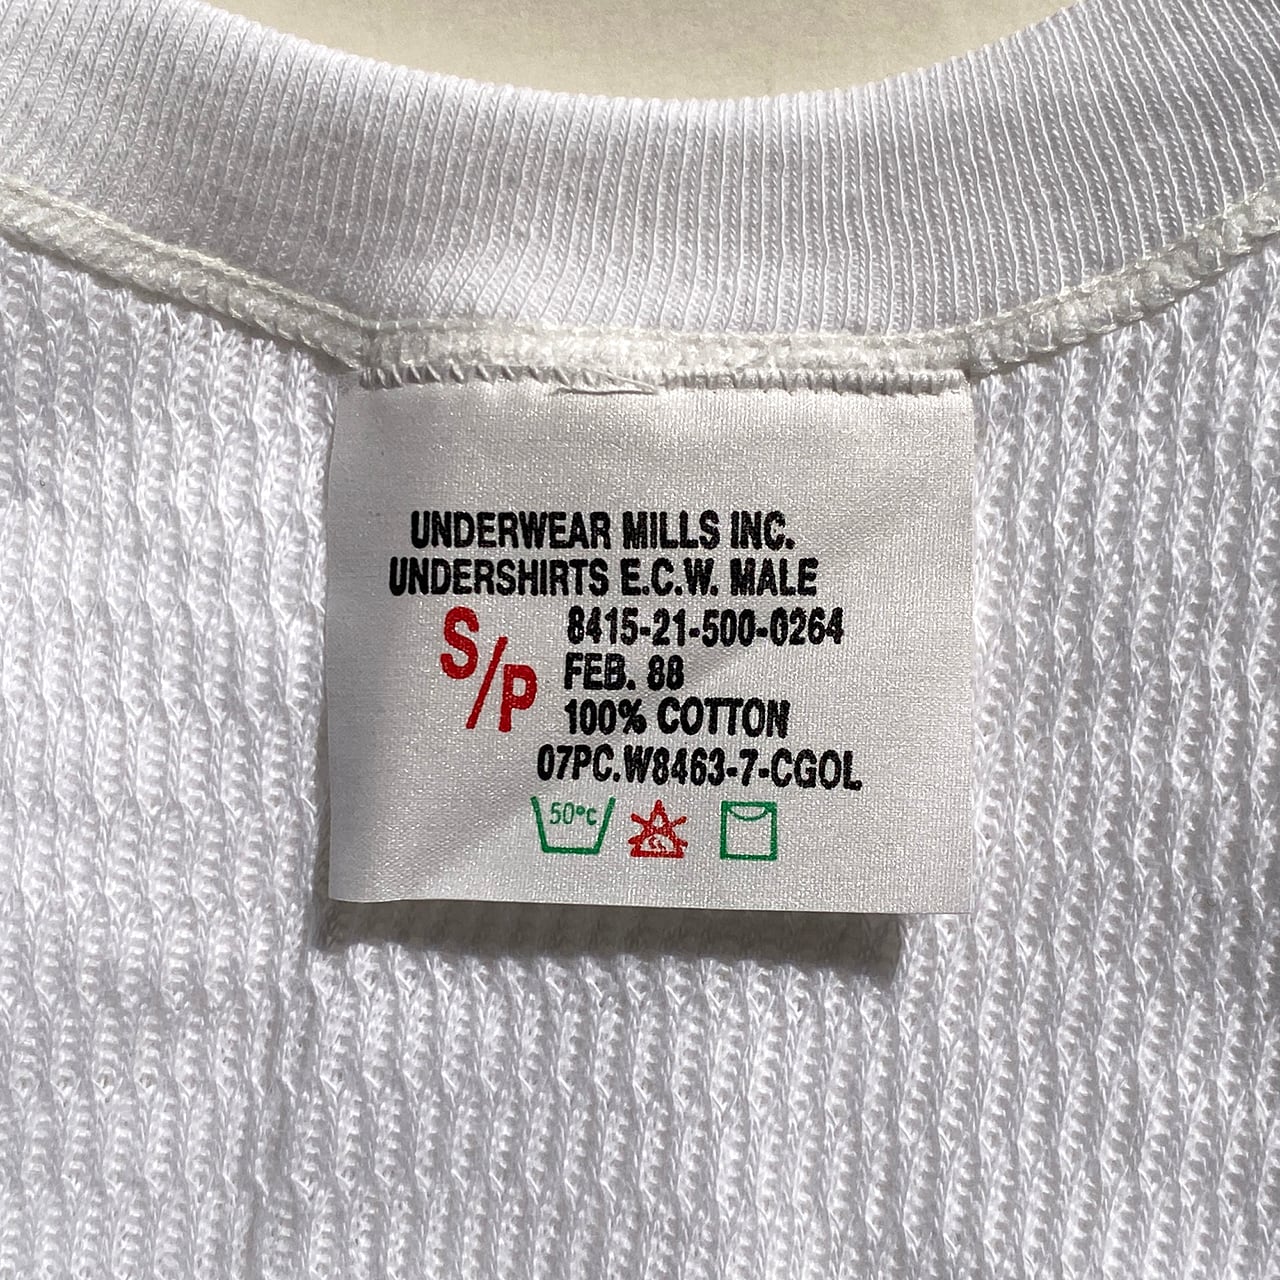 UNDERWEAR MILLS INC.
UNDERSHIRTS E.C.W. MALE
S/P
8415-21-500-0264
FEB. 88
100% COTTON
07PC.W8463-7-CGOL
50°C